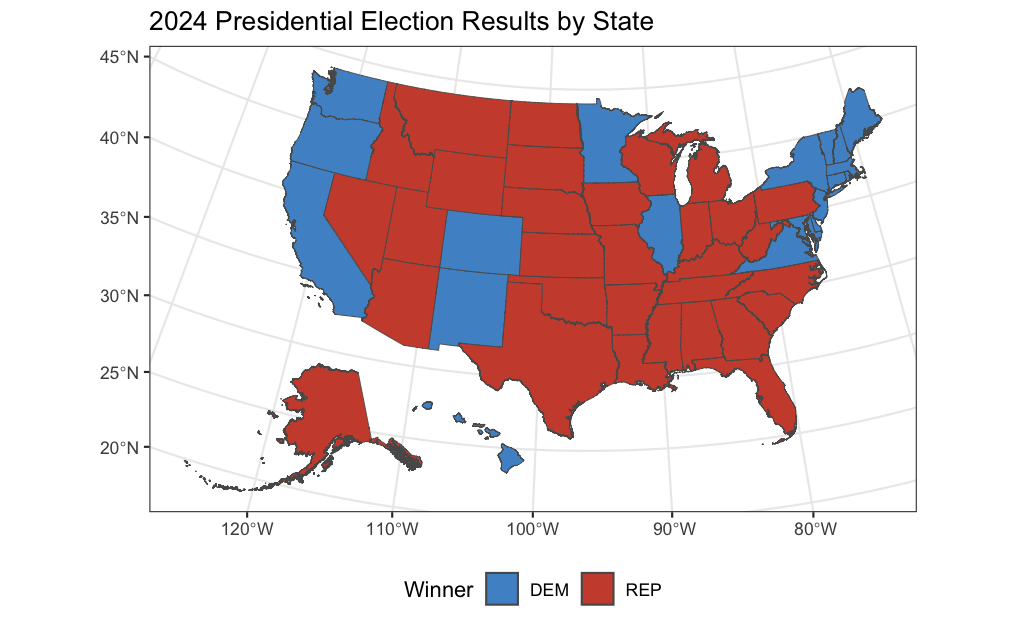 2024 Presidential Election Results by State
45°N
40°N
35°N
30°N
25°N
20°N
120°W 110°W 100°W 90°W 80°W
Winner DEM REP